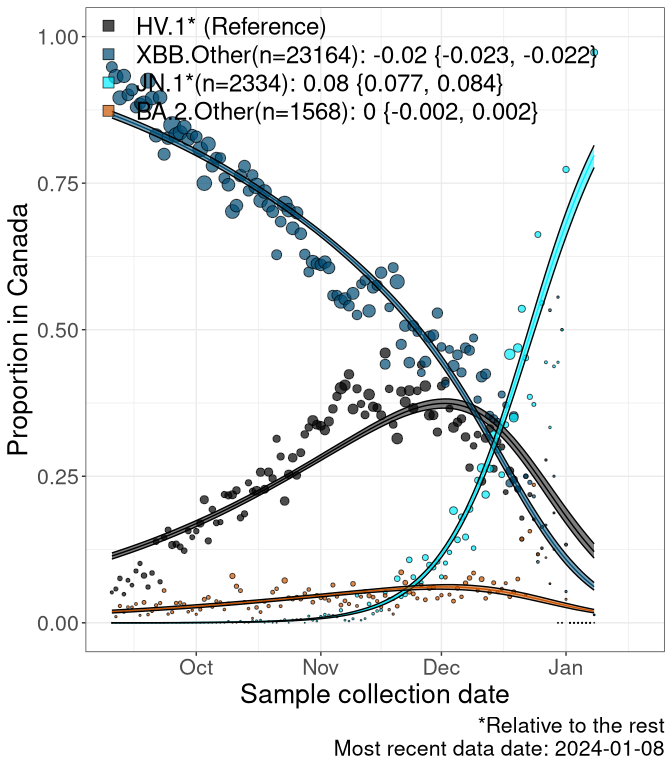 HV.1* (Reference)
XBB.Other(n=23164): -0.02 {-0.023, -0.022}
JN.1*(n=2334): 0.08 {0.077, 0.084}
BA.2.Other(n=1568): 0 {-0.002, 0.002}
1.00
0.75
0.50
0.25
0.00
Proportion in Canada
Oct Nov Dec Jan
Sample collection date
*Relative to the rest
Most recent data date: 2024-01-08